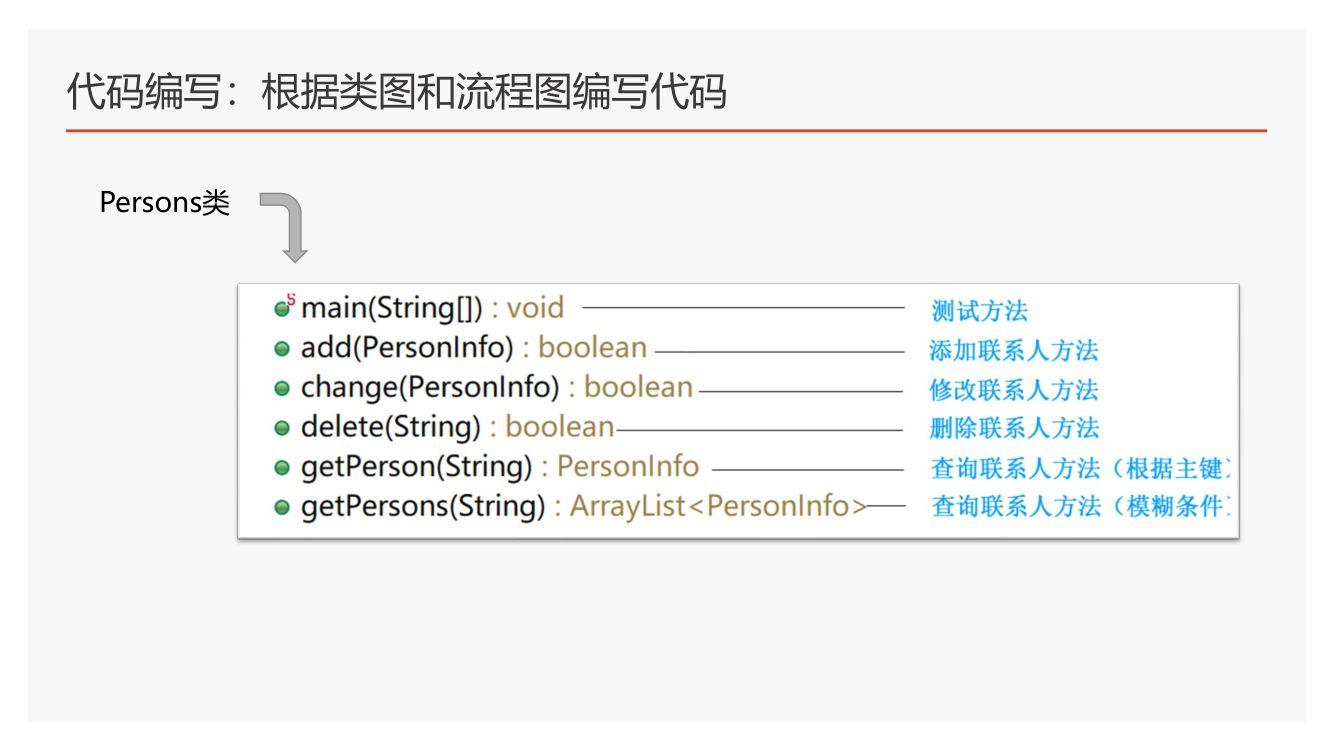 代码编写：根据类图和流程图编写代码
Persons类
S main(String[]) : void 测试方法
add(PersonInfo) : boolean 添加联系人方法
change(PersonInfo) : boolean 修改联系人方法
delete(String) : boolean 删除联系人方法
getPerson(String) : PersonInfo 查询联系人方法（根据主键）
getPersons(String) : ArrayList<PersonInfo> 查询联系人方法（模糊条件）